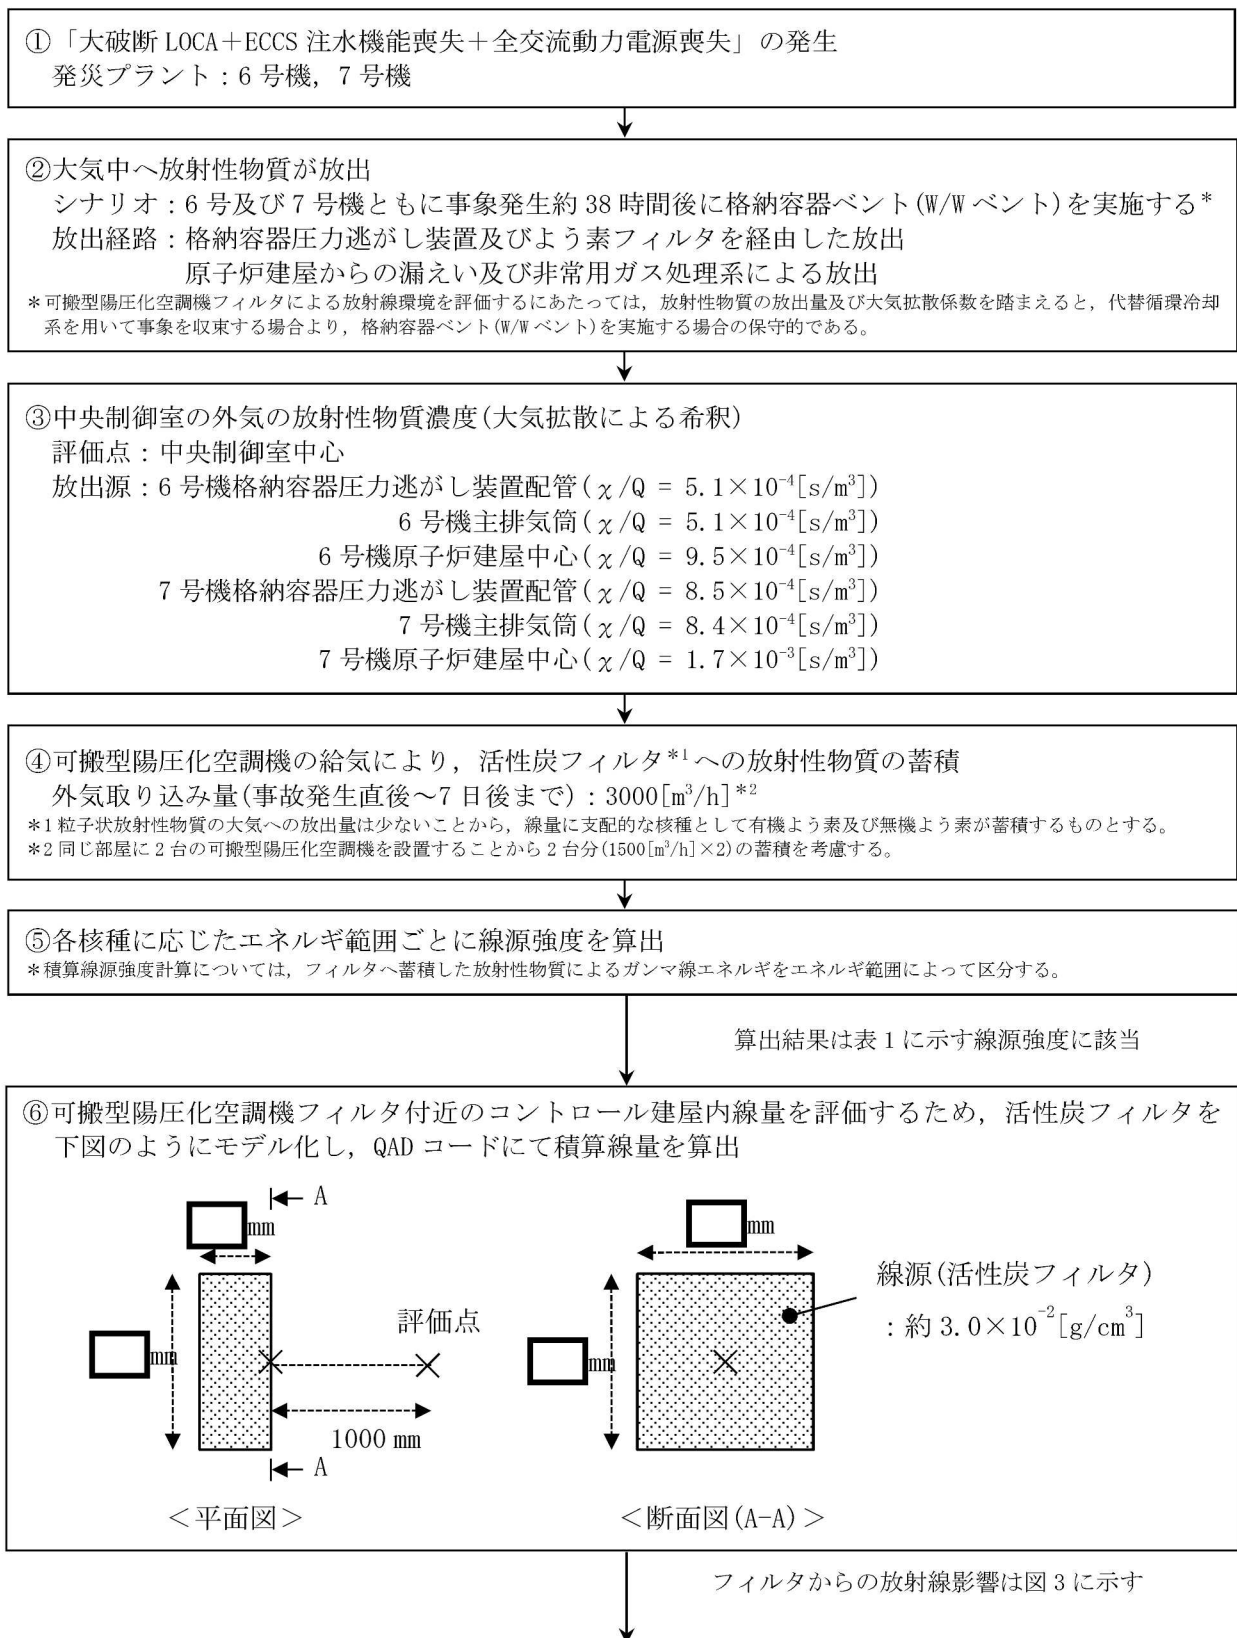 ①「大破断 LOCA＋ECCS 注水機能喪失＋全交流動力電源喪失」の発生
発災プラント：6 号機，7 号機
②大気中へ放射性物質が放出
シナリオ：6 号及び 7 号機ともに事象発生約 38 時間後に格納容器ベント(W/W ベント)を実施する*
放出経路：格納容器圧力逃がし装置及びよう素フィルタを経由した放出
原子炉建屋からの漏えい及び非常用ガス処理系による放出
＊可搬型陽圧化空調機フィルタによる放射線環境を評価するにあたっては，放射性物質の放出量及び大気拡散係数を踏まえると，代替循環冷却
系を用いて事象を収束する場合より，格納容器ベント(W/W ベント)を実施する場合の保守的である。
③中央制御室の外気の放射性物質濃度(大気拡散による希釈)
評価点：中央制御室中心
放出源：6 号機格納容器圧力逃がし装置配管(χ/Q = 5.1×10⁻⁴[s/m³])
6 号機主排気筒(χ/Q = 5.1×10⁻⁴[s/m³])
6 号機原子炉建屋中心(χ/Q = 9.5×10⁻⁴[s/m³])
7 号機格納容器圧力逃がし装置配管(χ/Q = 8.5×10⁻⁴[s/m³])
7 号機主排気筒(χ/Q = 8.4×10⁻⁴[s/m³])
7 号機原子炉建屋中心(χ/Q = 1.7×10⁻³[s/m³])
④可搬型陽圧化空調機の給気により，活性炭フィルタ*¹への放射性物質の蓄積
外気取り込み量(事故発生直後～7 日後まで)：3000[m³/h]*²
＊1 粒子状放射性物質の大気への放出量は少ないことから，線量に支配的な核種として有機よう素及び無機よう素が蓄積するものとする。
＊2 同じ部屋に 2 台の可搬型陽圧化空調機を設置することから 2 台分(1500[m³/h]×2)の蓄積を考慮する。
⑤各核種に応じたエネルギ範囲ごとに線源強度を算出
＊積算線源強度計算については，フィルタへ蓄積した放射性物質によるガンマ線エネルギをエネルギ範囲によって区分する。
算出結果は表 1 に示す線源強度に該当
⑥可搬型陽圧化空調機フィルタ付近のコントロール建屋内線量を評価するため，活性炭フィルタを
下図のようにモデル化し，QAD コードにて積算線量を算出
A
mm
mm
評価点
1000 mm
A
＜平面図＞
mm
mm
線源(活性炭フィルタ)
：約 3.0×10⁻²[g/cm³]
＜断面図(A-A)＞
フィルタからの放射線影響は図 3 に示す